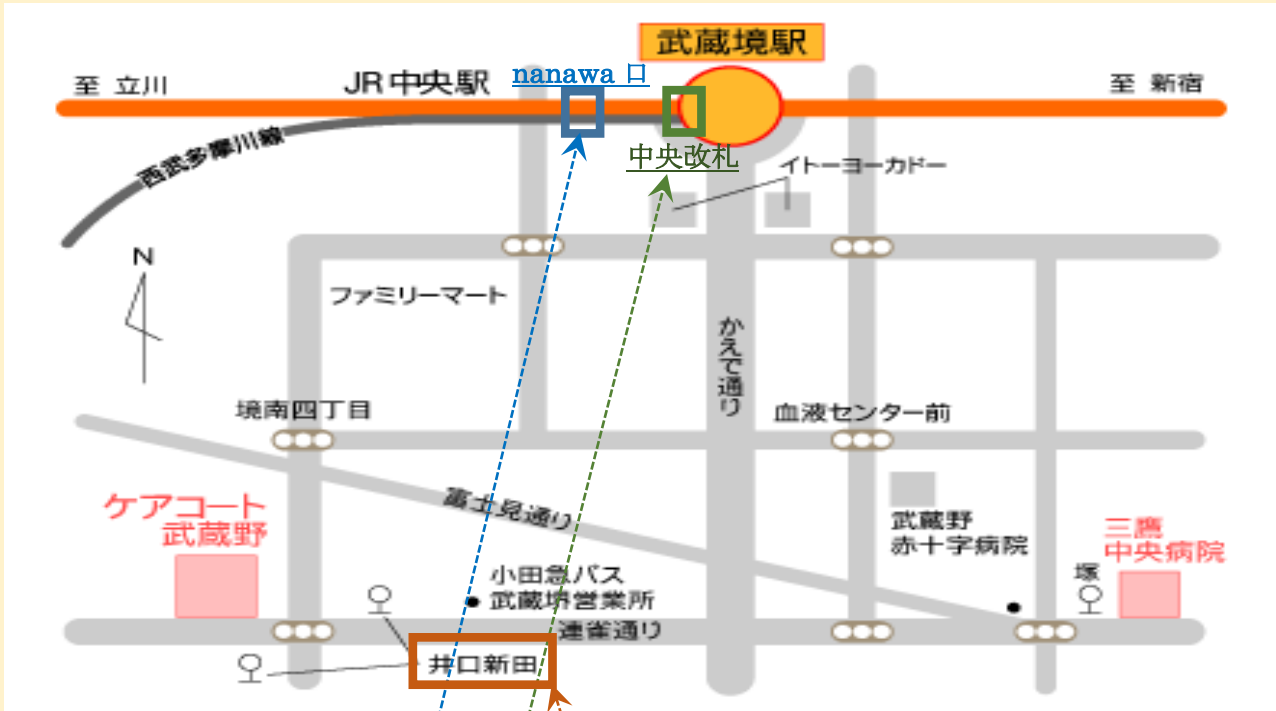 武蔵境駅
至 立川
JR中央駅
nanawa 口
至 新宿
西武多摩川線
中央改札
イトーヨーカドー
N
ファミリーマート
かえで通り
境南四丁目
血液センター前
ケアコート
武蔵野
富士見通り
武蔵野
赤十字病院
三鷹
中央病院
塚
小田急バス
武蔵堺営業所
連雀通り
井口新田